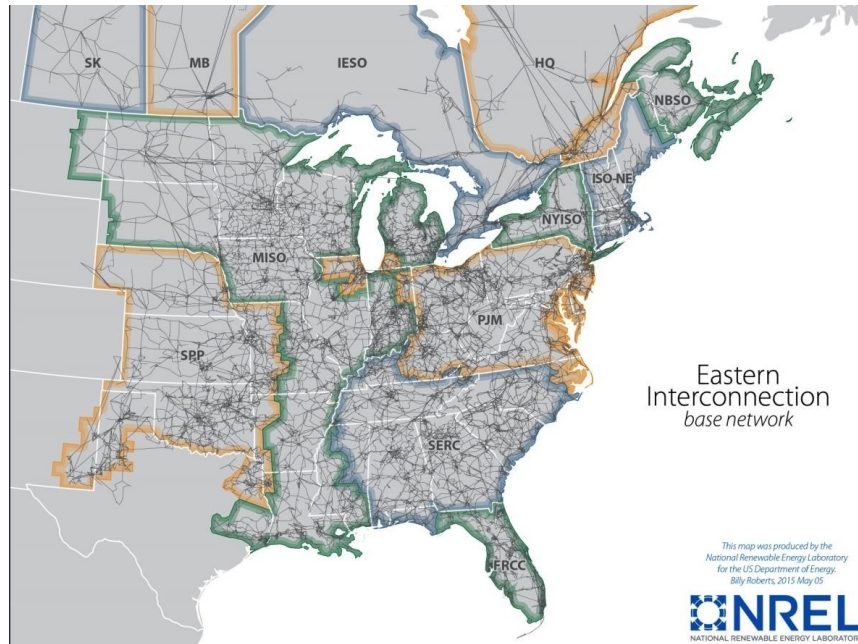 SK
MB
IESO
HQ
NBSO
ISO-NE
NYISO
MISO
PJM
SPP
SERC
FRCC
Eastern
Interconnection
base network
This map was produced by the
National Renewable Energy Laboratory
for the US Department of Energy.
Billy Roberts, 2015 May 05
NREL
NATIONAL RENEWABLE ENERGY LABORATORY